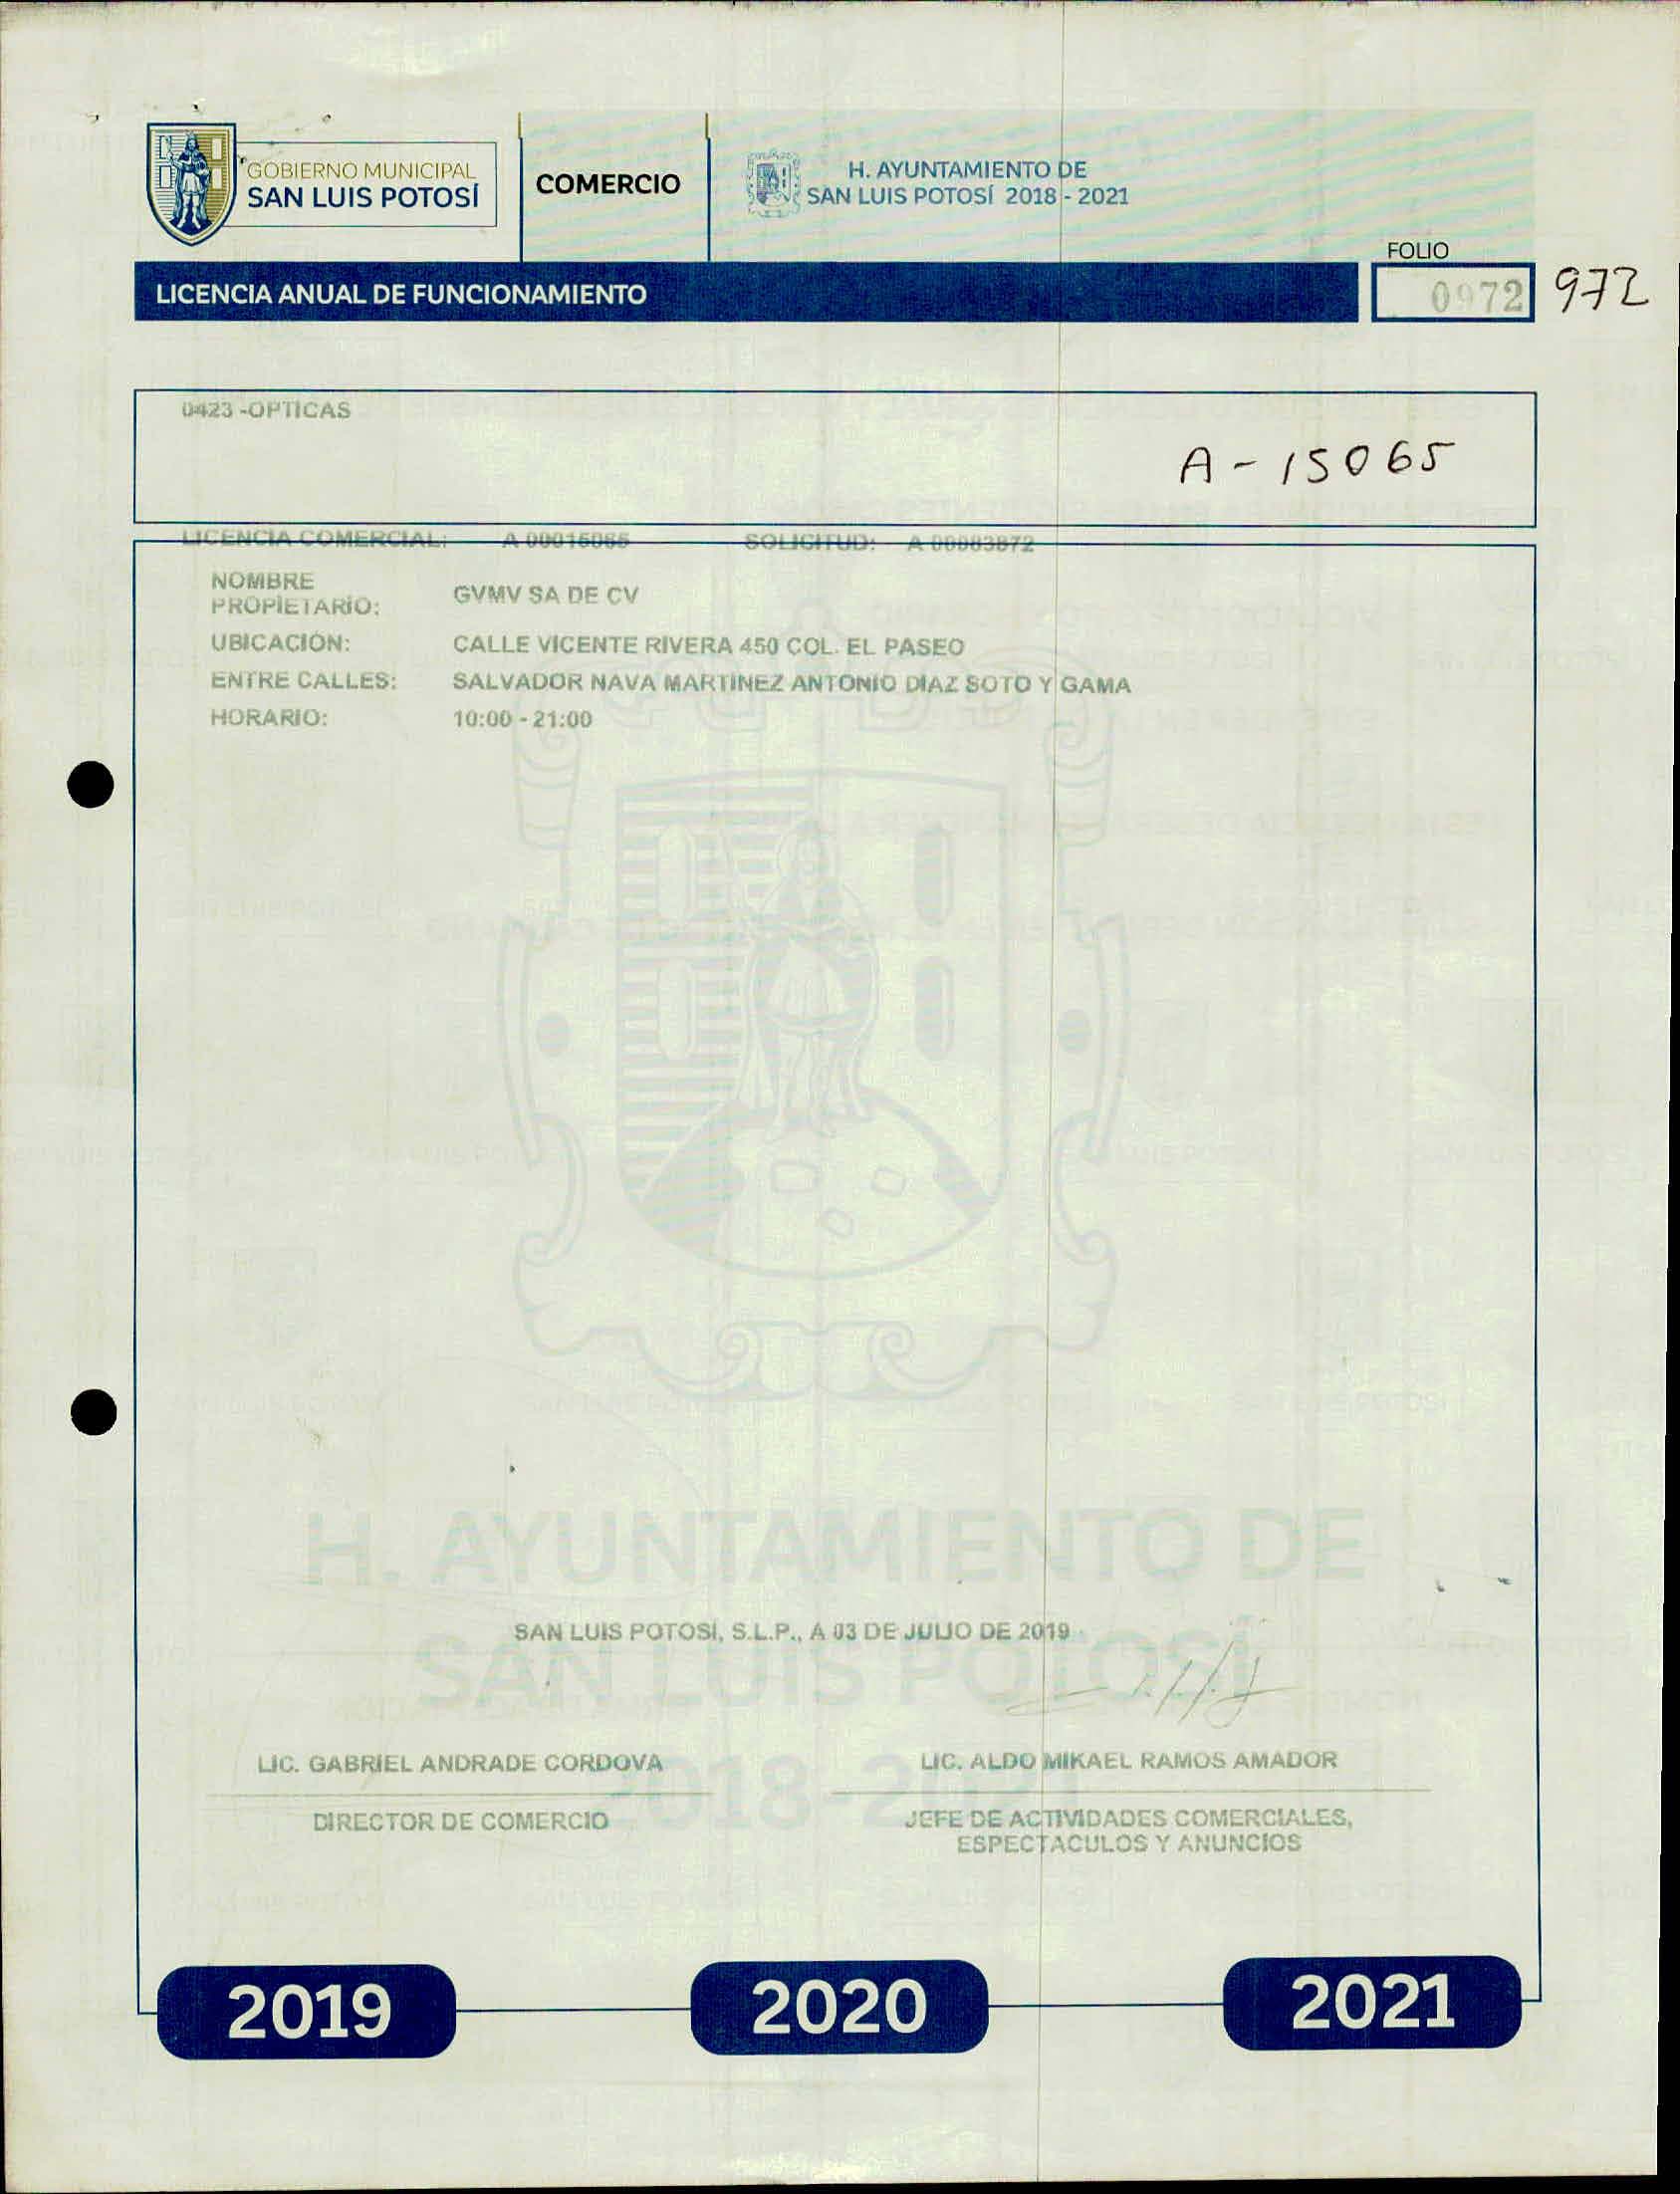 GOBIERNO MUNICIPAL
SAN LUIS POTOSÍ
COMERCIO
H. AYUNTAMIENTO DE
SAN LUIS POTOSÍ 2018 - 2021
FOLIO
LICENCIA ANUAL DE FUNCIONAMIENTO
0972
972
0423 -OPTICAS
A - 15065
LICENCIA COMERCIAL: A 00015065 SOLICITUD: A 00083872
NOMBRE
PROPIETARIO: GVMV SA DE CV
UBICACIÓN: CALLE VICENTE RIVERA 450 COL. EL PASEO
ENTRE CALLES: SALVADOR NAVA MARTINEZ ANTONIO DÍAZ SOTO Y GAMA
HORARIO: 10:00 - 21:00
H. AYUNTAMIENTO DE
SAN LUIS POTOSÍ, S.L.P., A 03 DE JULIO DE 2019
SAN LUIS POTOSÍ
LIC. GABRIEL ANDRADE CORDOVA
LIC. ALDO MIKAEL RAMOS AMADOR
2018-2021
DIRECTOR DE COMERCIO
JEFE DE ACTIVIDADES COMERCIALES,
ESPECTACULOS Y ANUNCIOS
2019
2020
2021